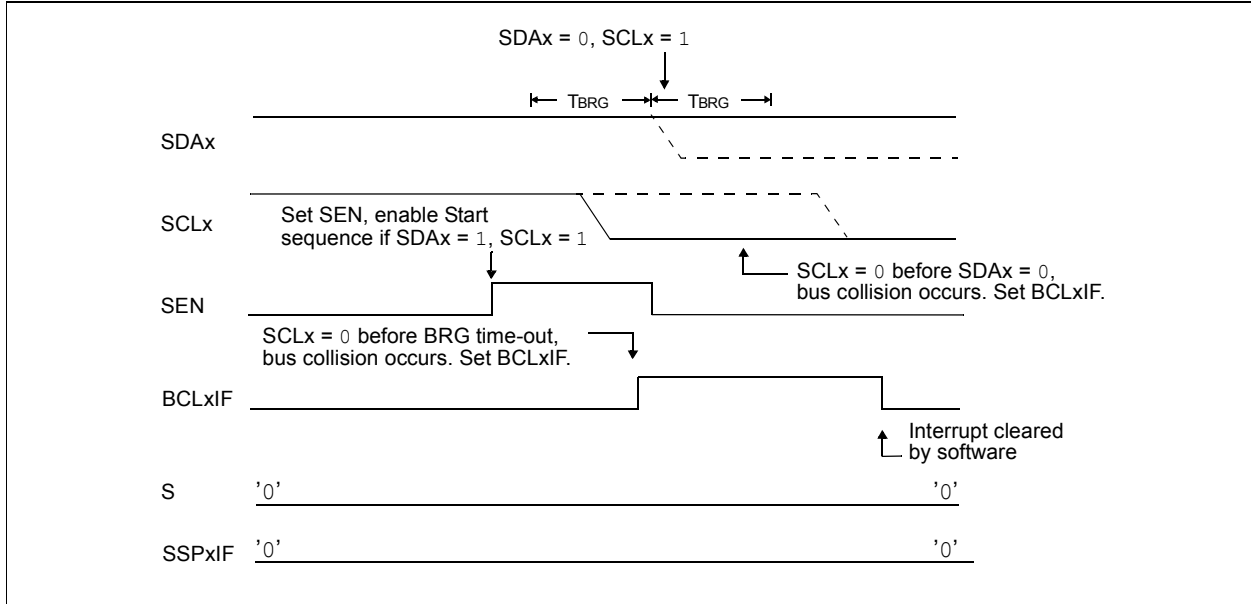 SDAx = 0, SCLx = 1
TBRG TBRG
SDAx
SCLx
Set SEN, enable Start
sequence if SDAx = 1, SCLx = 1
SCLx = 0 before SDAx = 0,
bus collision occurs. Set BCLxIF.
SEN
SCLx = 0 before BRG time-out,
bus collision occurs. Set BCLxIF.
BCLxIF
Interrupt cleared
by software
S '0' '0'
SSPxIF '0' '0'